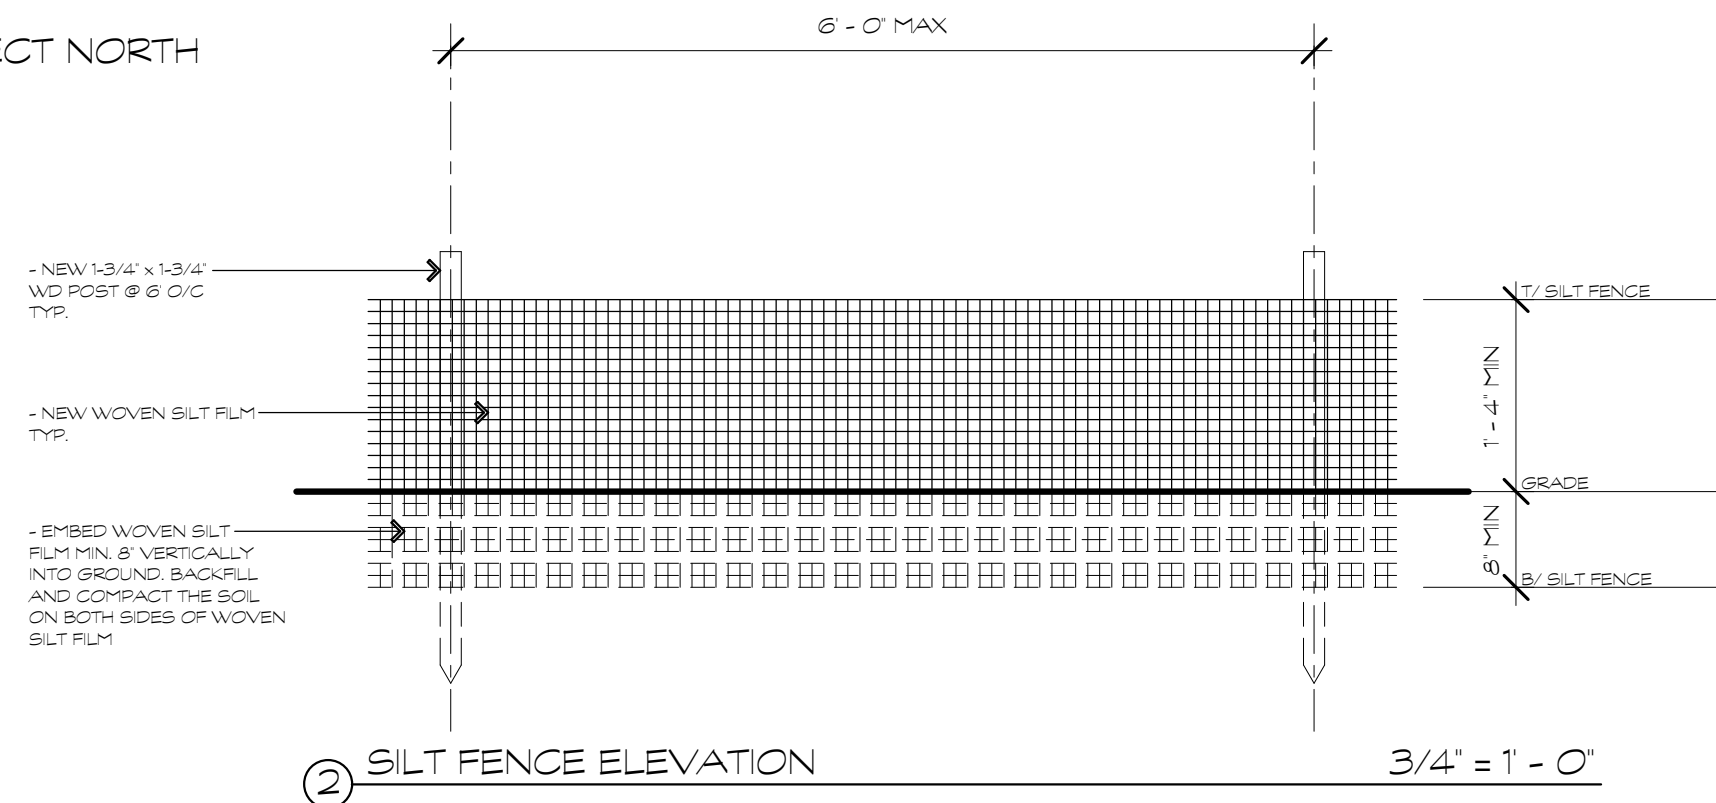 6' - 0" MAX
ECT NORTH
- NEW 1-3/4" x 1-3/4"
WD POST @ 6' O/C
TYP.
T/ SILT FENCE
1' - 4" MIN
- NEW WOVEN SILT FILM
TYP.
GRADE
8" MIN
- EMBED WOVEN SILT
FILM MIN. 8" VERTICALLY
INTO GROUND. BACKFILL
AND COMPACT THE SOIL
ON BOTH SIDES OF WOVEN
SILT FILM
B/ SILT FENCE
2 SILT FENCE ELEVATION
3/4" = 1' - 0"